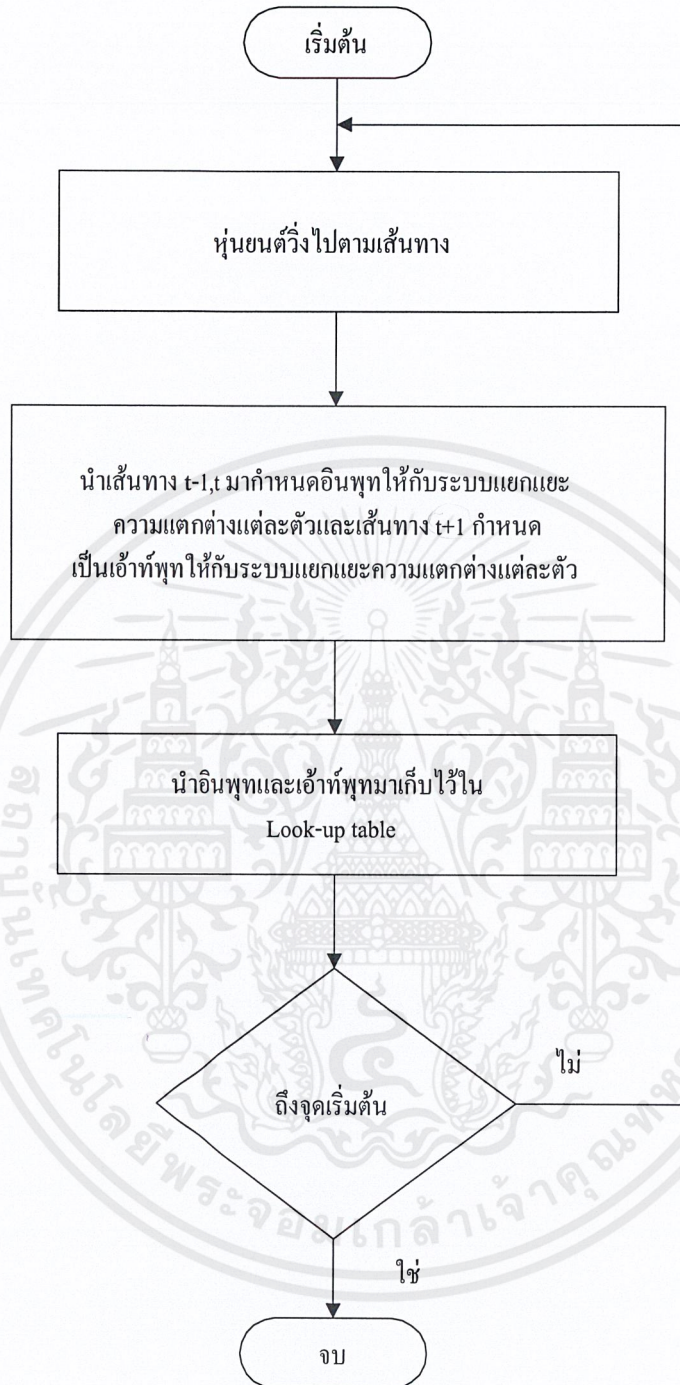 เริ่มต้น
หุ่นยนต์วิ่งไปตามเส้นทาง
นำเส้นทาง t-1,t มากำหนดอินพุทให้กับระบบแยกแยะ
ความแตกต่างแต่ละตัวและเส้นทาง t+1 กำหนด
เป็นเอ้าท์พุทให้กับระบบแยกแยะความแตกต่างแต่ละตัว
นำอินพุทและเอ้าท์พุทมาเก็บไว้ใน
Look-up table
ถึงจุดเริ่มต้น
ไม่
ใช่
จบ